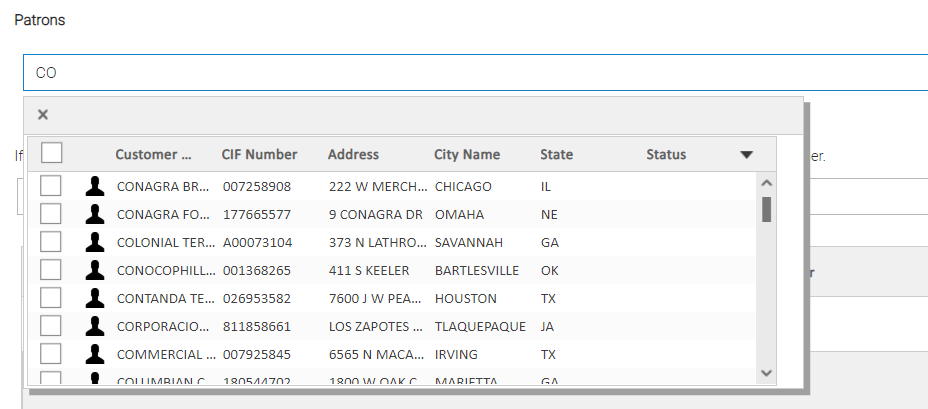 Patrons
CO
×
If er.
Customer ... CIF Number Address City Name State Status
CONAGRA BR... 007258908 222 W MERCH... CHICAGO IL
CONAGRA FO... 177665577 9 CONAGRA DR OMAHA NE
COLONIAL TER... A00073104 373 N LATHRO... SAVANNAH GA
CONOCOPHILL... 001368265 411 S KEELER BARTLESVILLE OK
r
CONTANDA TE... 026953582 7600 J W PEA... HOUSTON TX
CORPORACIO... 811858661 LOS ZAPOTES ... TLAQUEPAQUE JA
COMMERCIAL ... 007925845 6565 N MACA... IRVING TX
COLUMBIAN C... 180544702 1800 W OAK C... MARIETTA GA